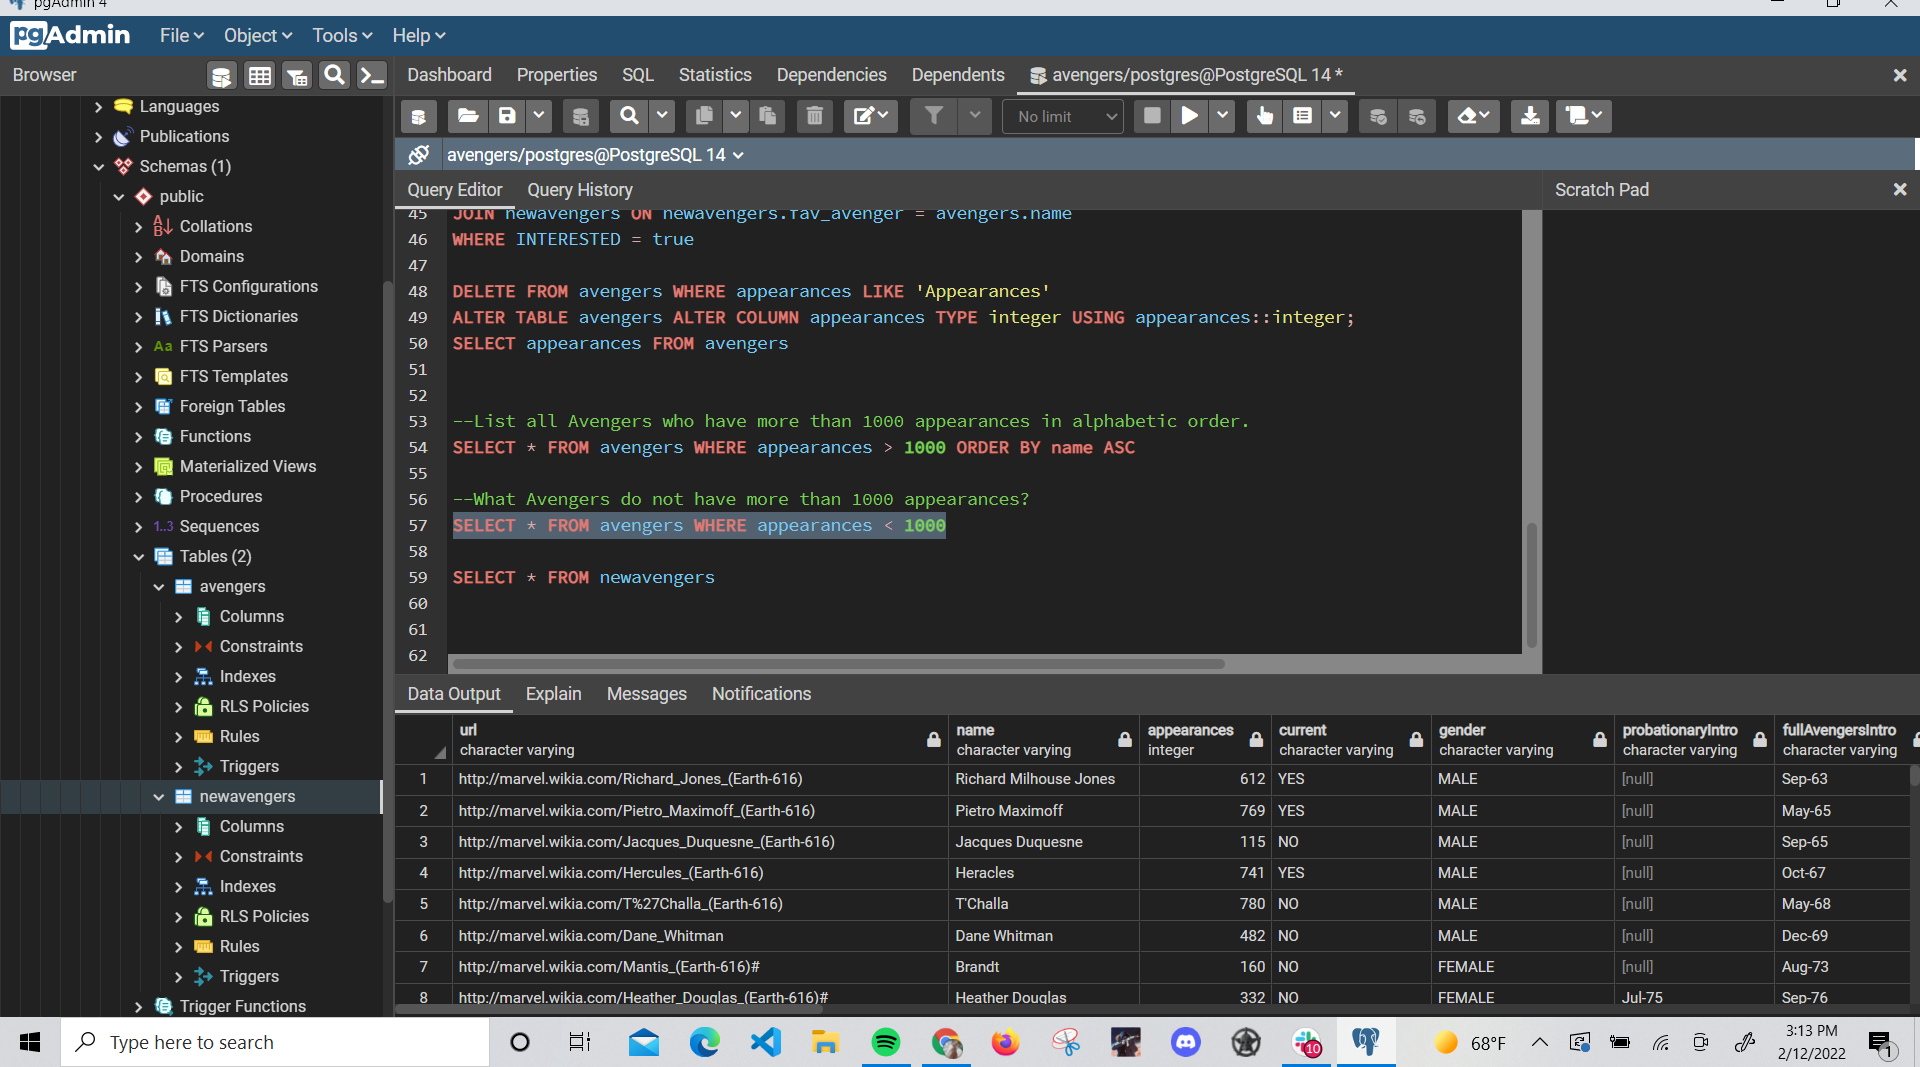 pgAdmin 4
pgAdmin File Object Tools Help
Browser
Dashboard Properties SQL Statistics Dependencies Dependents avengers/postgres@PostgreSQL 14 *
No limit
avengers/postgres@PostgreSQL 14
Query Editor Query History
Scratch Pad
Languages
Publications
Schemas (1)
public
Collations
Domains
FTS Configurations
FTS Dictionaries
Aa FTS Parsers
FTS Templates
Foreign Tables
Functions
Materialized Views
Procedures
1..3 Sequences
Tables (2)
avengers
Columns
Constraints
Indexes
RLS Policies
Rules
Triggers
newavengers
Columns
Constraints
Indexes
RLS Policies
Rules
Triggers
Trigger Functions
45 JOIN newavengers ON newavengers.fav_avenger = avengers.name
46 WHERE INTERESTED = true
47
48 DELETE FROM avengers WHERE appearances LIKE 'Appearances'
49 ALTER TABLE avengers ALTER COLUMN appearances TYPE integer USING appearances::integer;
50 SELECT appearances FROM avengers
51
52
53 --List all Avengers who have more than 1000 appearances in alphabetic order.
54 SELECT * FROM avengers WHERE appearances > 1000 ORDER BY name ASC
55
56 --What Avengers do not have more than 1000 appearances?
57 SELECT * FROM avengers WHERE appearances < 1000
58
59 SELECT * FROM newavengers
60
61
62
Data Output Explain Messages Notifications
url name appearances current gender probationaryIntro fullAvengersIntro
character varying character varying integer character varying character varying character varying character varying
1 http://marvel.wikia.com/Richard_Jones_(Earth-616) Richard Milhouse Jones 612 YES MALE [null] Sep-63
2 http://marvel.wikia.com/Pietro_Maximoff_(Earth-616) Pietro Maximoff 769 YES MALE [null] May-65
3 http://marvel.wikia.com/Jacques_Duquesne_(Earth-616) Jacques Duquesne 115 NO MALE [null] Sep-65
4 http://marvel.wikia.com/Hercules_(Earth-616) Heracles 741 YES MALE [null] Oct-67
5 http://marvel.wikia.com/T%27Challa_(Earth-616) T'Challa 780 NO MALE [null] May-68
6 http://marvel.wikia.com/Dane_Whitman Dane Whitman 482 NO MALE [null] Dec-69
7 http://marvel.wikia.com/Mantis_(Earth-616)# Brandt 160 NO FEMALE [null] Aug-73
8 http://marvel.wikia.com/Heather_Douglas_(Earth-616)# Heather Douglas 332 NO FEMALE Jul-75 Sep-76
Type here to search
10
68°F
3:13 PM
2/12/2022
1